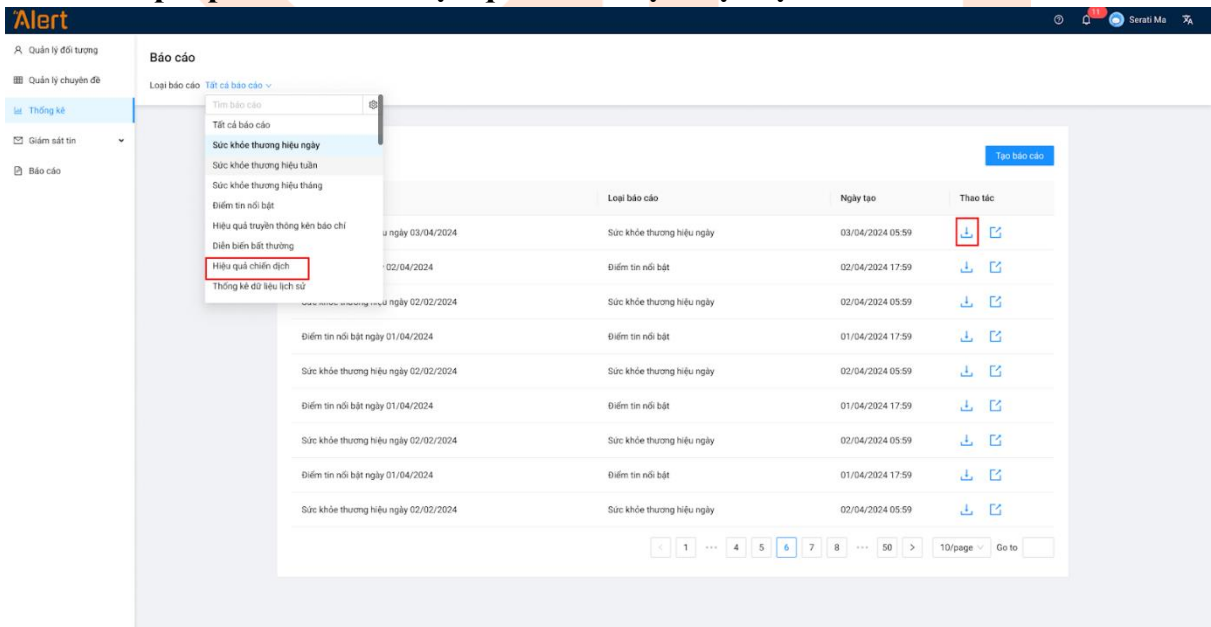 Alert
11
Serati Ma
Quản lý đối tượng
Quản lý chuyên đề
Thống kê
Giám sát tin
Báo cáo
Báo cáo
Loại báo cáo Tất cả báo cáo
Tìm báo cáo
Tất cả báo cáo
Sức khỏe thương hiệu ngày
Sức khỏe thương hiệu tuần
Sức khỏe thương hiệu tháng
Điểm tin nổi bật
Hiệu quả truyền thông kên báo chí
Diễn biến bất thường
Hiệu quả chiến dịch
Thống kê dữ liệu lịch sử
Tạo báo cáo
Loại báo cáo Ngày tạo Thao tác
u ngày 03/04/2024 Sức khỏe thương hiệu ngày 03/04/2024 05:59
02/04/2024 Điểm tin nổi bật 02/04/2024 17:59
ngày 02/02/2024 Sức khỏe thương hiệu ngày 02/04/2024 05:59
Điểm tin nổi bật ngày 01/04/2024 Điểm tin nổi bật 01/04/2024 17:59
Sức khỏe thương hiệu ngày 02/02/2024 Sức khỏe thương hiệu ngày 02/04/2024 05:59
Điểm tin nổi bật ngày 01/04/2024 Điểm tin nổi bật 01/04/2024 17:59
Sức khỏe thương hiệu ngày 02/02/2024 Sức khỏe thương hiệu ngày 02/04/2024 05:59
Điểm tin nổi bật ngày 01/04/2024 Điểm tin nổi bật 01/04/2024 17:59
Sức khỏe thương hiệu ngày 02/02/2024 Sức khỏe thương hiệu ngày 02/04/2024 05:59
< 1 ••• 4 5 6 7 8 ••• 50 > 10/page Go to